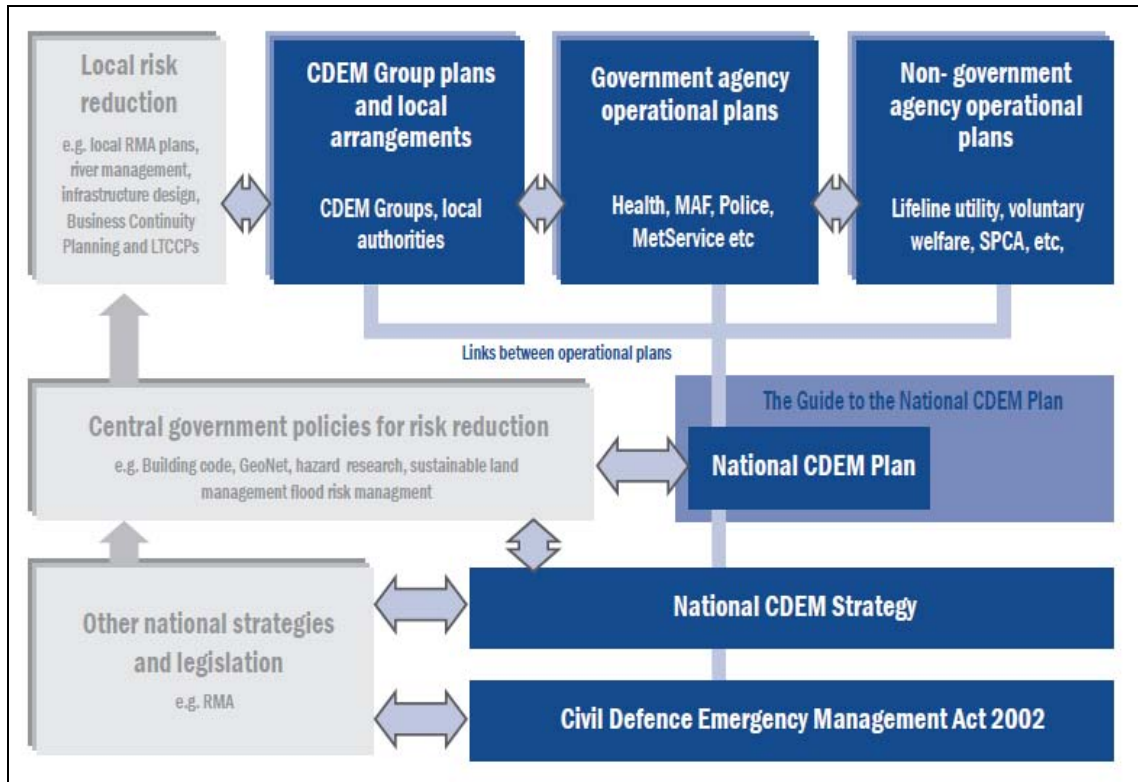 Local risk
reduction
e.g. local RMA plans,
river management,
infrastructure design,
Business Continuity
Planning and LTCCPs
CDEM Group plans
and local
arrangements
CDEM Groups, local
authorities
Government agency
operational plans
Health, MAF, Police,
MetService etc
Non- government
agency operational
plans
Lifeline utility, voluntary
welfare, SPCA, etc,
Links between operational plans
Central government policies for risk reduction
e.g. Building code, GeoNet, hazard research, sustainable land
management flood risk managment
The Guide to the National CDEM Plan
National CDEM Plan
Other national strategies
and legislation
e.g. RMA
National CDEM Strategy
Civil Defence Emergency Management Act 2002